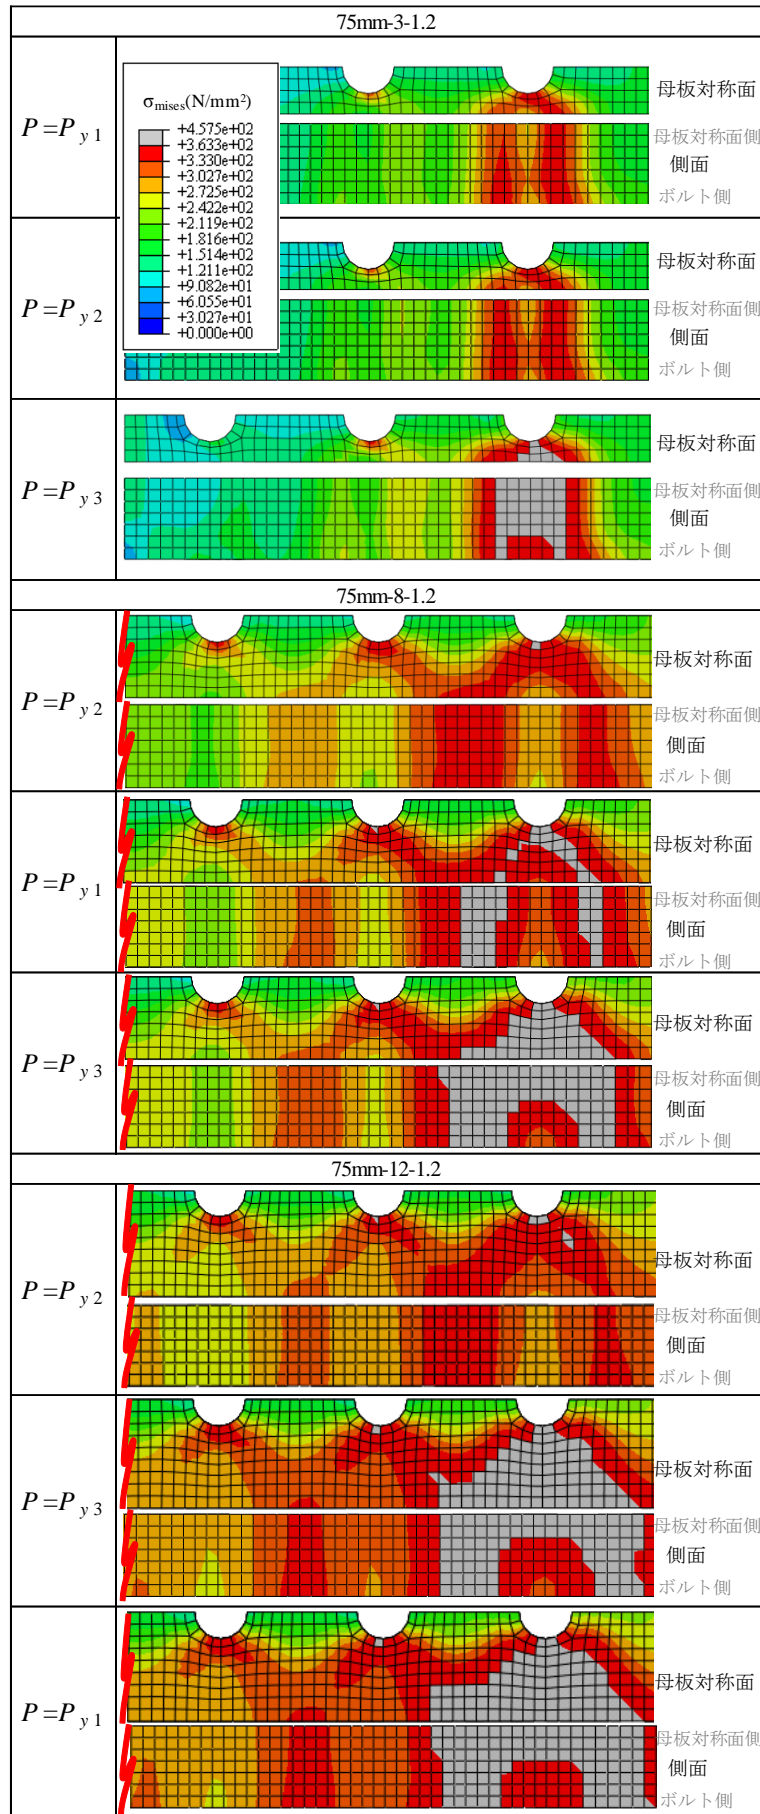 75mm-3-1.2
P=Py1
σmises(N/mm²)
+4.575e+02
+3.633e+02
+3.330e+02
+3.027e+02
+2.725e+02
+2.422e+02
+2.119e+02
+1.816e+02
+1.514e+02
+1.211e+02
+9.082e+01
+6.055e+01
+3.027e+01
+0.000e+00
母板対称面
母板対称面側
側面
ボルト側
P=Py2
母板対称面
母板対称面側
側面
ボルト側
P=Py3
母板対称面
母板対称面側
側面
ボルト側
75mm-8-1.2
P=Py2
母板対称面
母板対称面側
側面
ボルト側
P=Py1
母板対称面
母板対称面側
側面
ボルト側
P=Py3
母板対称面
母板対称面側
側面
ボルト側
75mm-12-1.2
P=Py2
母板対称面
母板対称面側
側面
ボルト側
P=Py3
母板対称面
母板対称面側
側面
ボルト側
P=Py1
母板対称面
母板対称面側
側面
ボルト側